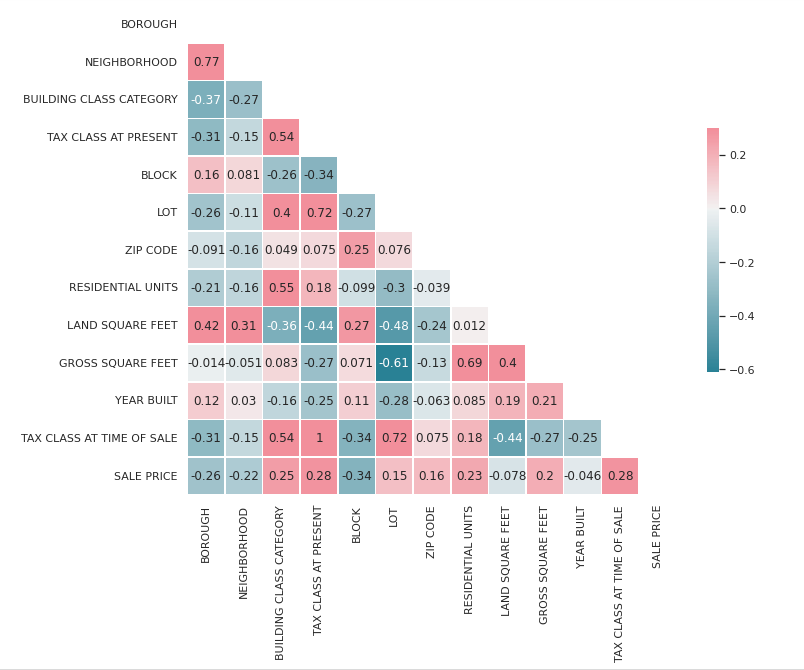 BOROUGH
NEIGHBORHOOD 0.77
BUILDING CLASS CATEGORY -0.37 -0.27
TAX CLASS AT PRESENT -0.31 -0.15 0.54
BLOCK 0.16 0.081 -0.26 -0.34
LOT -0.26 -0.11 0.4 0.72 -0.27
ZIP CODE -0.091 -0.16 0.049 0.075 0.25 0.076
RESIDENTIAL UNITS -0.21 -0.16 0.55 0.18 -0.099 -0.3 -0.039
LAND SQUARE FEET 0.42 0.31 -0.36 -0.44 0.27 -0.48 -0.24 0.012
GROSS SQUARE FEET -0.014 -0.051 0.083 -0.27 0.071 -0.61 -0.13 0.69 0.4
YEAR BUILT 0.12 0.03 -0.16 -0.25 0.11 -0.28 -0.063 0.085 0.19 0.21
TAX CLASS AT TIME OF SALE -0.31 -0.15 0.54 1 -0.34 0.72 0.075 0.18 -0.44 -0.27 -0.25
SALE PRICE -0.26 -0.22 0.25 0.28 -0.34 0.15 0.16 0.23 -0.078 0.2 -0.046 0.28
BOROUGH
NEIGHBORHOOD
BUILDING CLASS CATEGORY
TAX CLASS AT PRESENT
BLOCK
LOT
ZIP CODE
RESIDENTIAL UNITS
LAND SQUARE FEET
GROSS SQUARE FEET
YEAR BUILT
TAX CLASS AT TIME OF SALE
SALE PRICE
0.2
0.0
−0.2
−0.4
−0.6